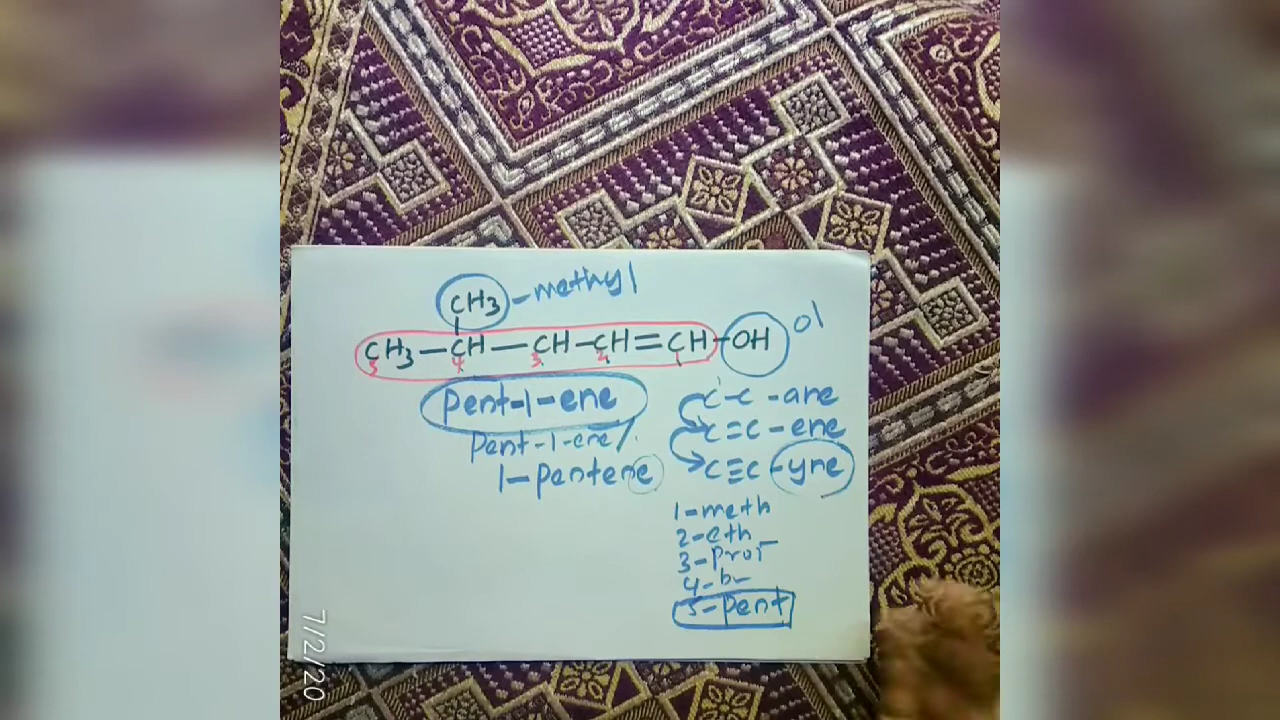 CH3 - methyl
CH3 — CH — CH — CH = CH - OH ol
5 4 3 2 1
pent-1-ene
pent-1-ene
1-pentene
C-C - ane
C=C - ene
C≡C - yne
1-meth
2-eth
3-prop
4-b
5-pent
7/2/20